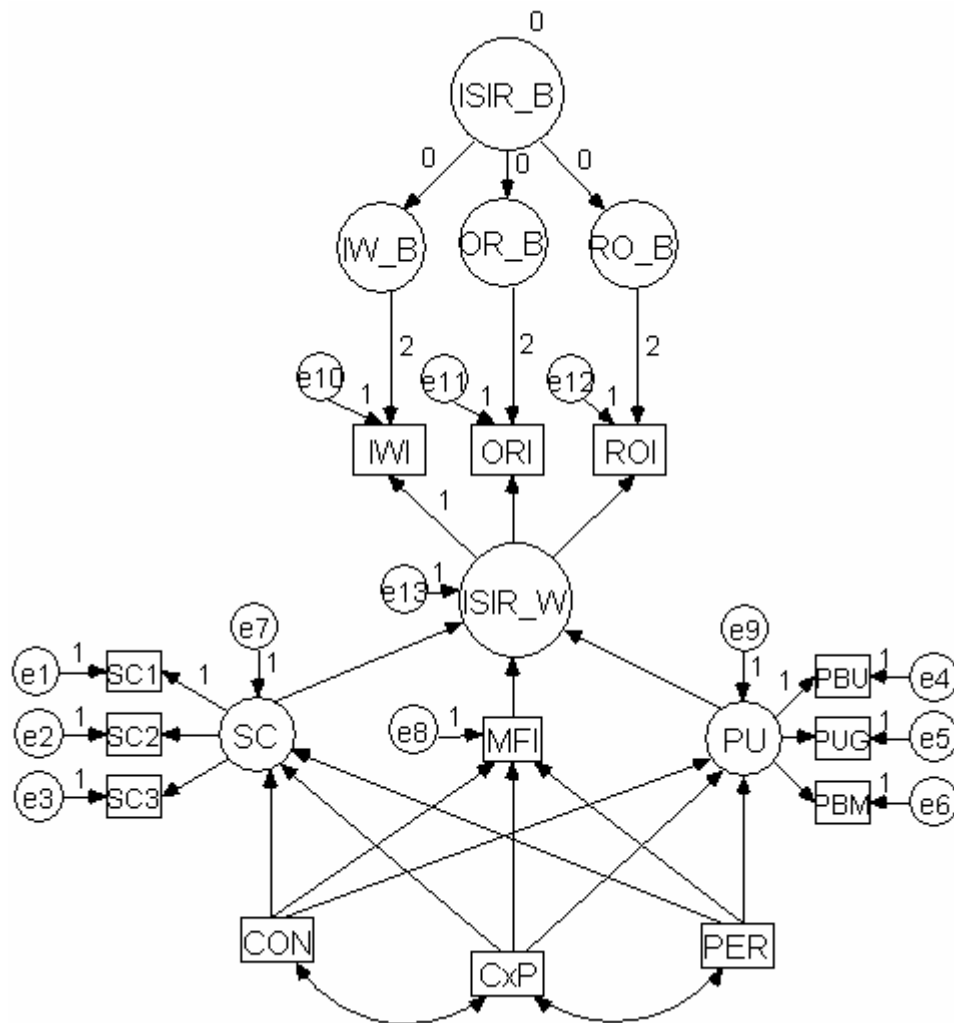 0
ISIR_B
0 0 0
IW_B OR_B RO_B
2 2 2
e10 1 e11 1 e12 1
IWI ORI ROI
1
e13 1 ISIR_W
e7 e9
e1 1 SC1 1 1 1 1 PBU 1 e4
e2 1 SC2 SC e8 1 MFI PU PUG 1 e5
e3 1 SC3 PBM 1 e6
CON CxP PER